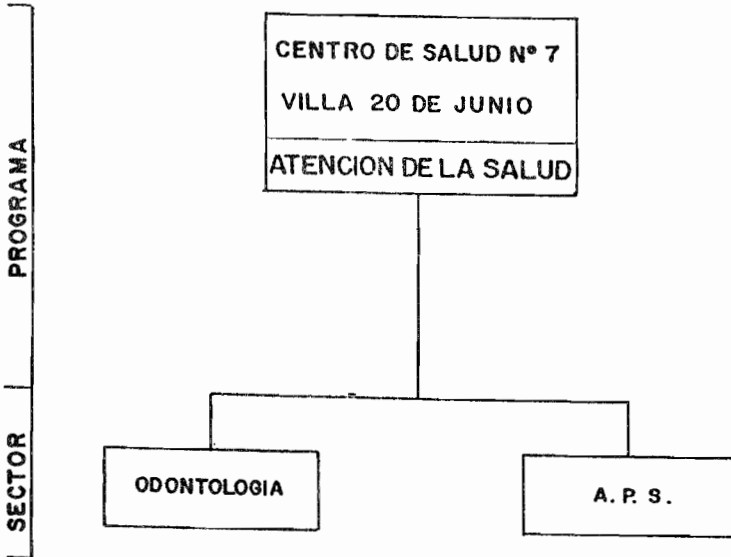 PROGRAMA
CENTRO DE SALUD Nº 7
VILLA 20 DE JUNIO
ATENCION DE LA SALUD
SECTOR
ODONTOLOGIA
A. P. S.